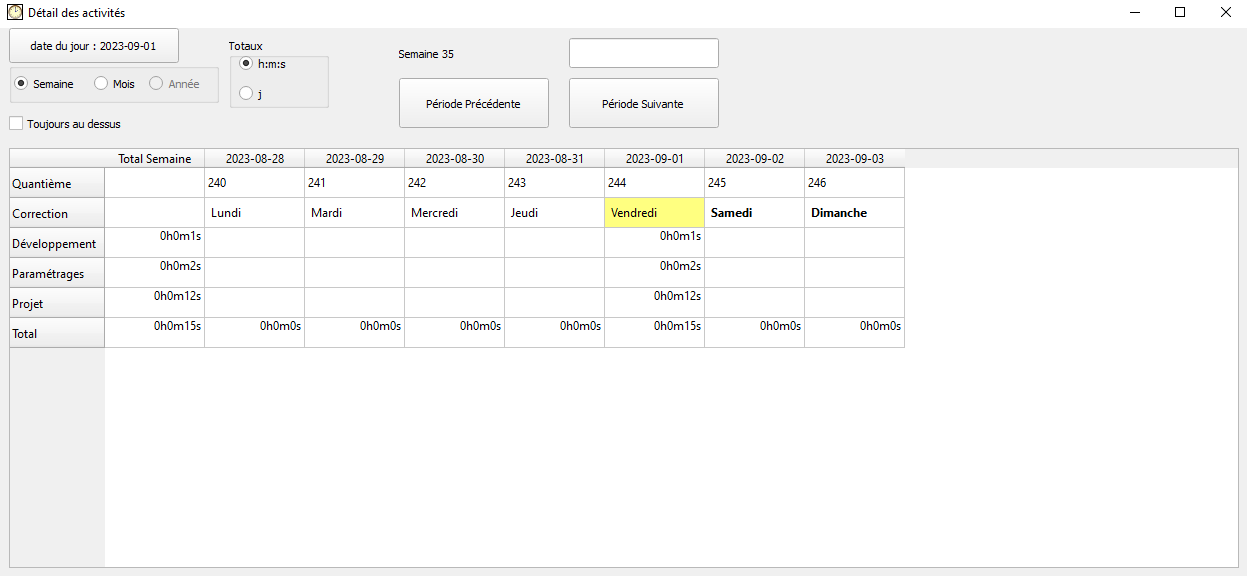 Détail des activités
date du jour : 2023-09-01
Semaine Mois Année
Toujours au dessus
Totaux
h:m:s
j
Semaine 35
Période Précédente Période Suivante
Total Semaine 2023-08-28 2023-08-29 2023-08-30 2023-08-31 2023-09-01 2023-09-02 2023-09-03
Quantième 240 241 242 243 244 245 246
Correction Lundi Mardi Mercredi Jeudi Vendredi Samedi Dimanche
Développement 0h0m1s 0h0m1s
Paramétrages 0h0m2s 0h0m2s
Projet 0h0m12s 0h0m12s
Total 0h0m15s 0h0m0s 0h0m0s 0h0m0s 0h0m0s 0h0m15s 0h0m0s 0h0m0s